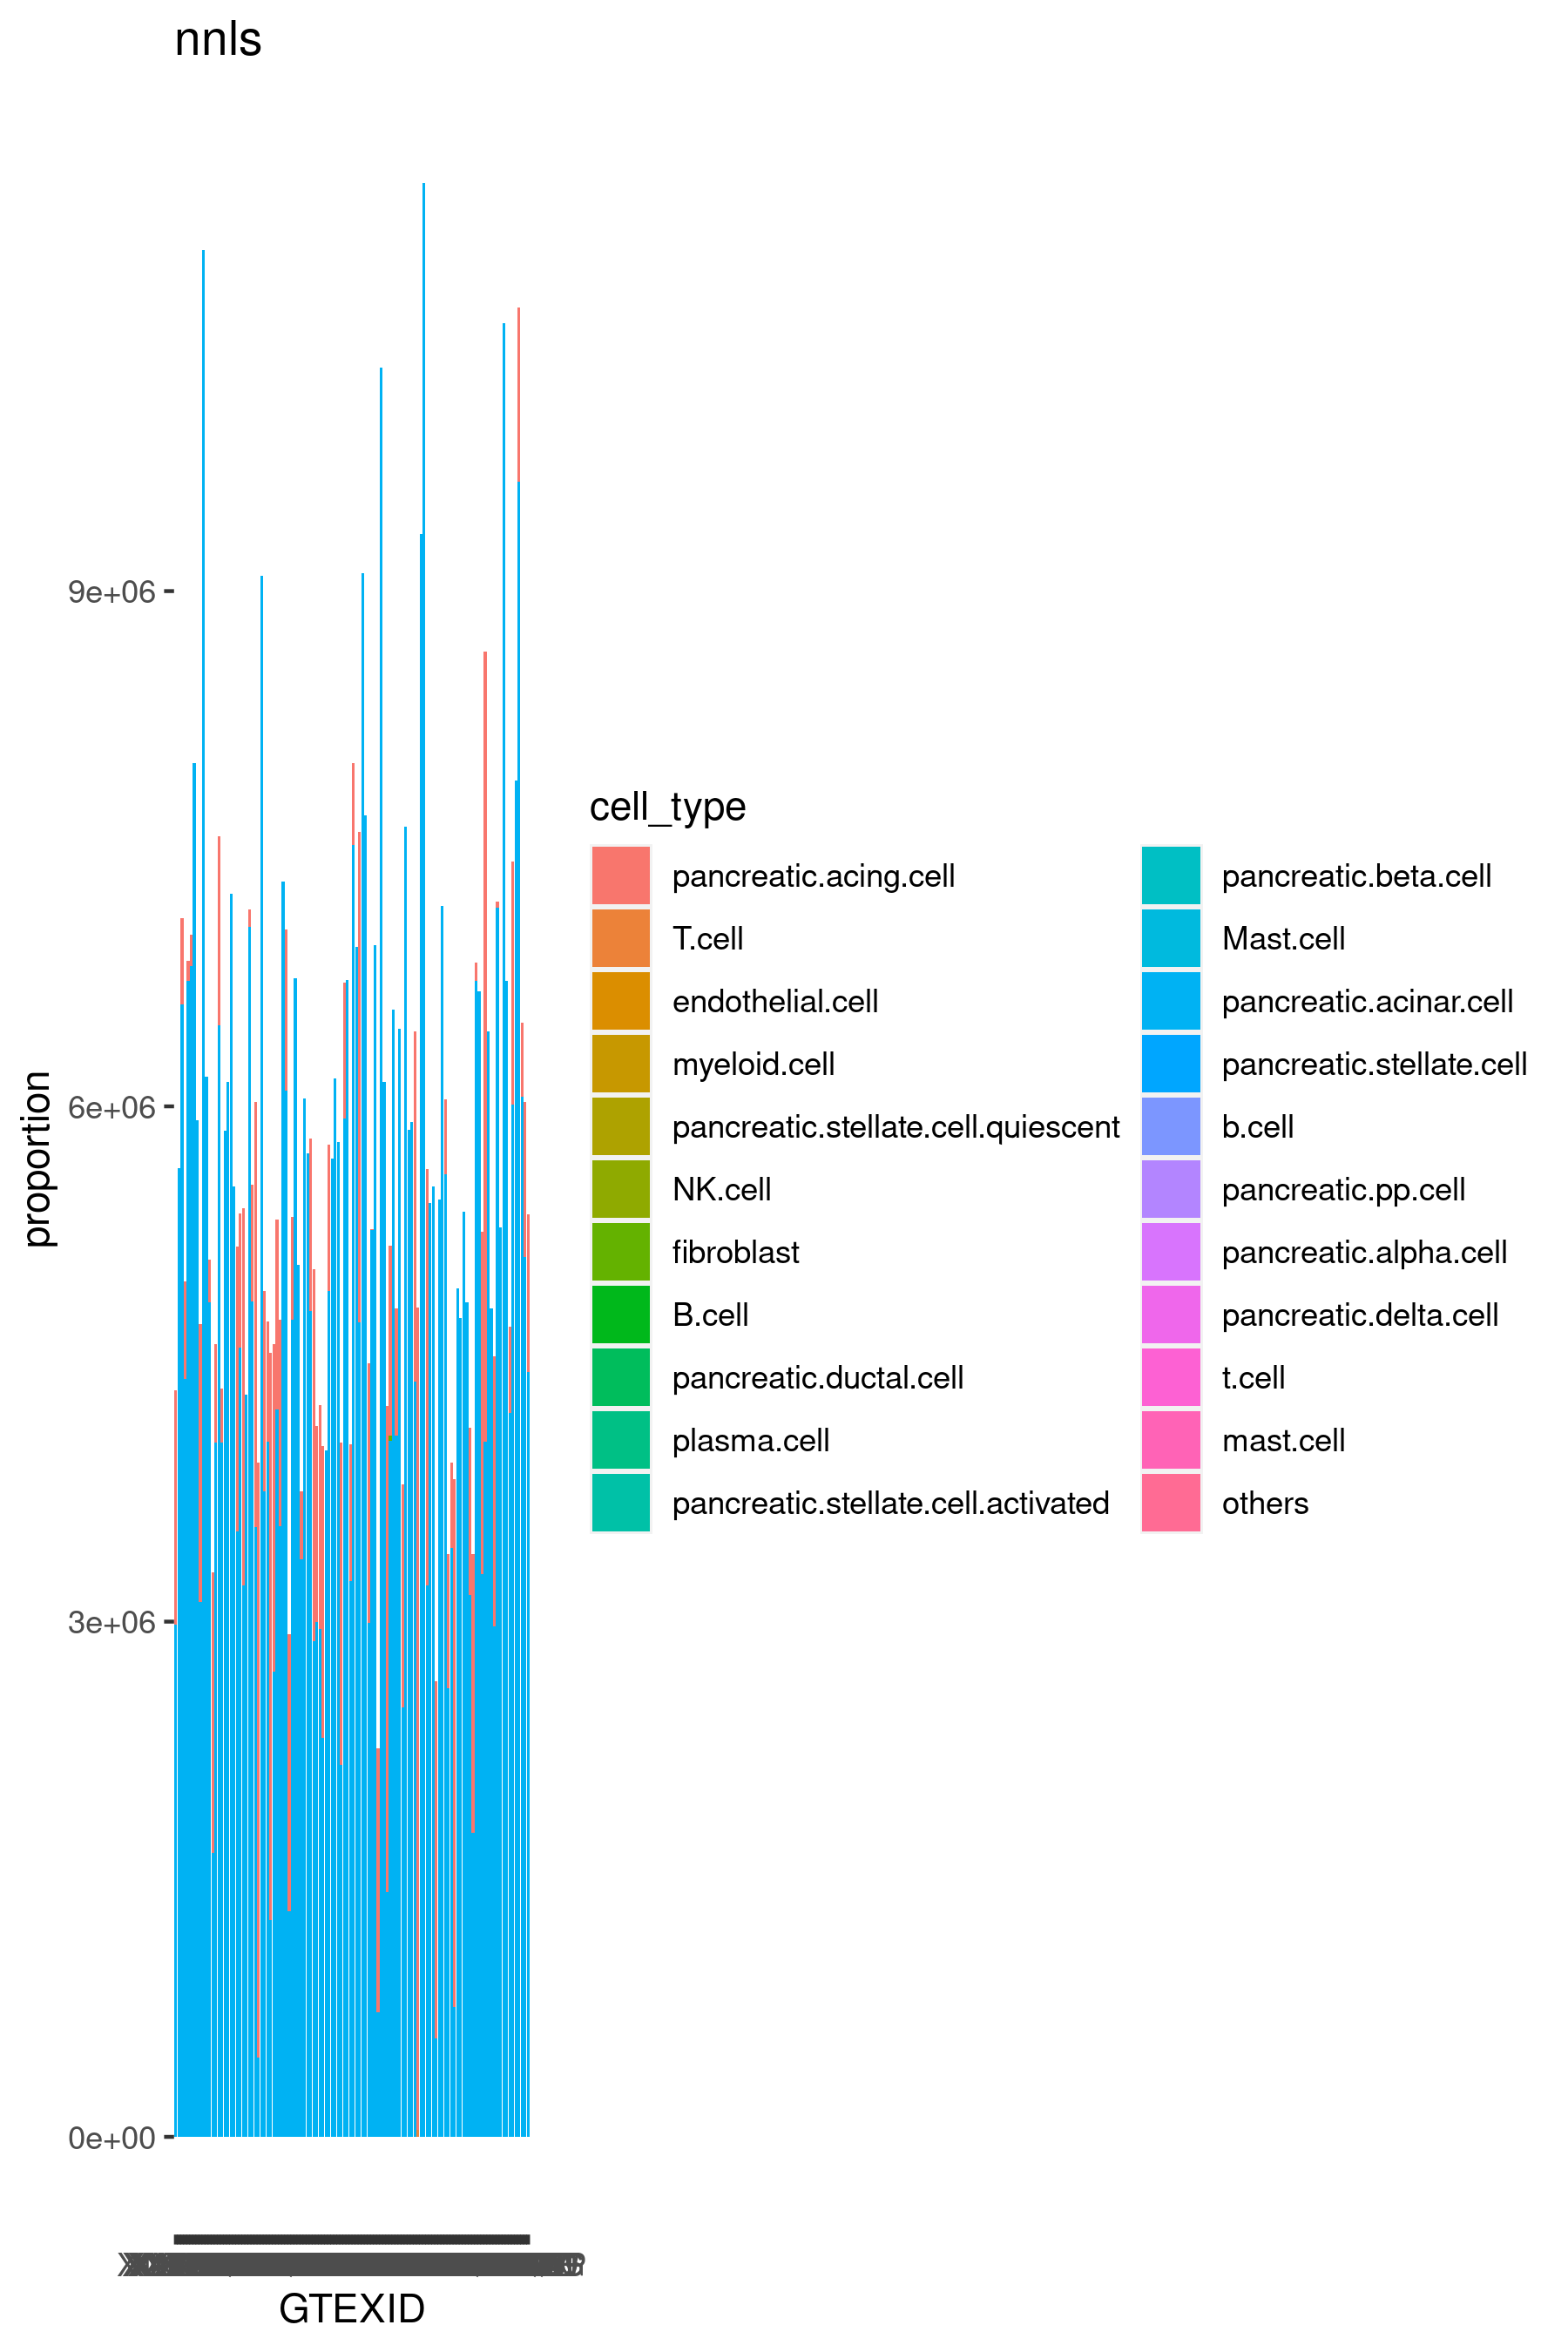 nnls
proportion
9e+06
6e+06
3e+06
0e+00
GTEXID
cell_type
pancreatic.acing.cell
T.cell
endothelial.cell
myeloid.cell
pancreatic.stellate.cell.quiescent
NK.cell
fibroblast
B.cell
pancreatic.ductal.cell
plasma.cell
pancreatic.stellate.cell.activated
pancreatic.beta.cell
Mast.cell
pancreatic.acinar.cell
pancreatic.stellate.cell
b.cell
pancreatic.pp.cell
pancreatic.alpha.cell
pancreatic.delta.cell
t.cell
mast.cell
others